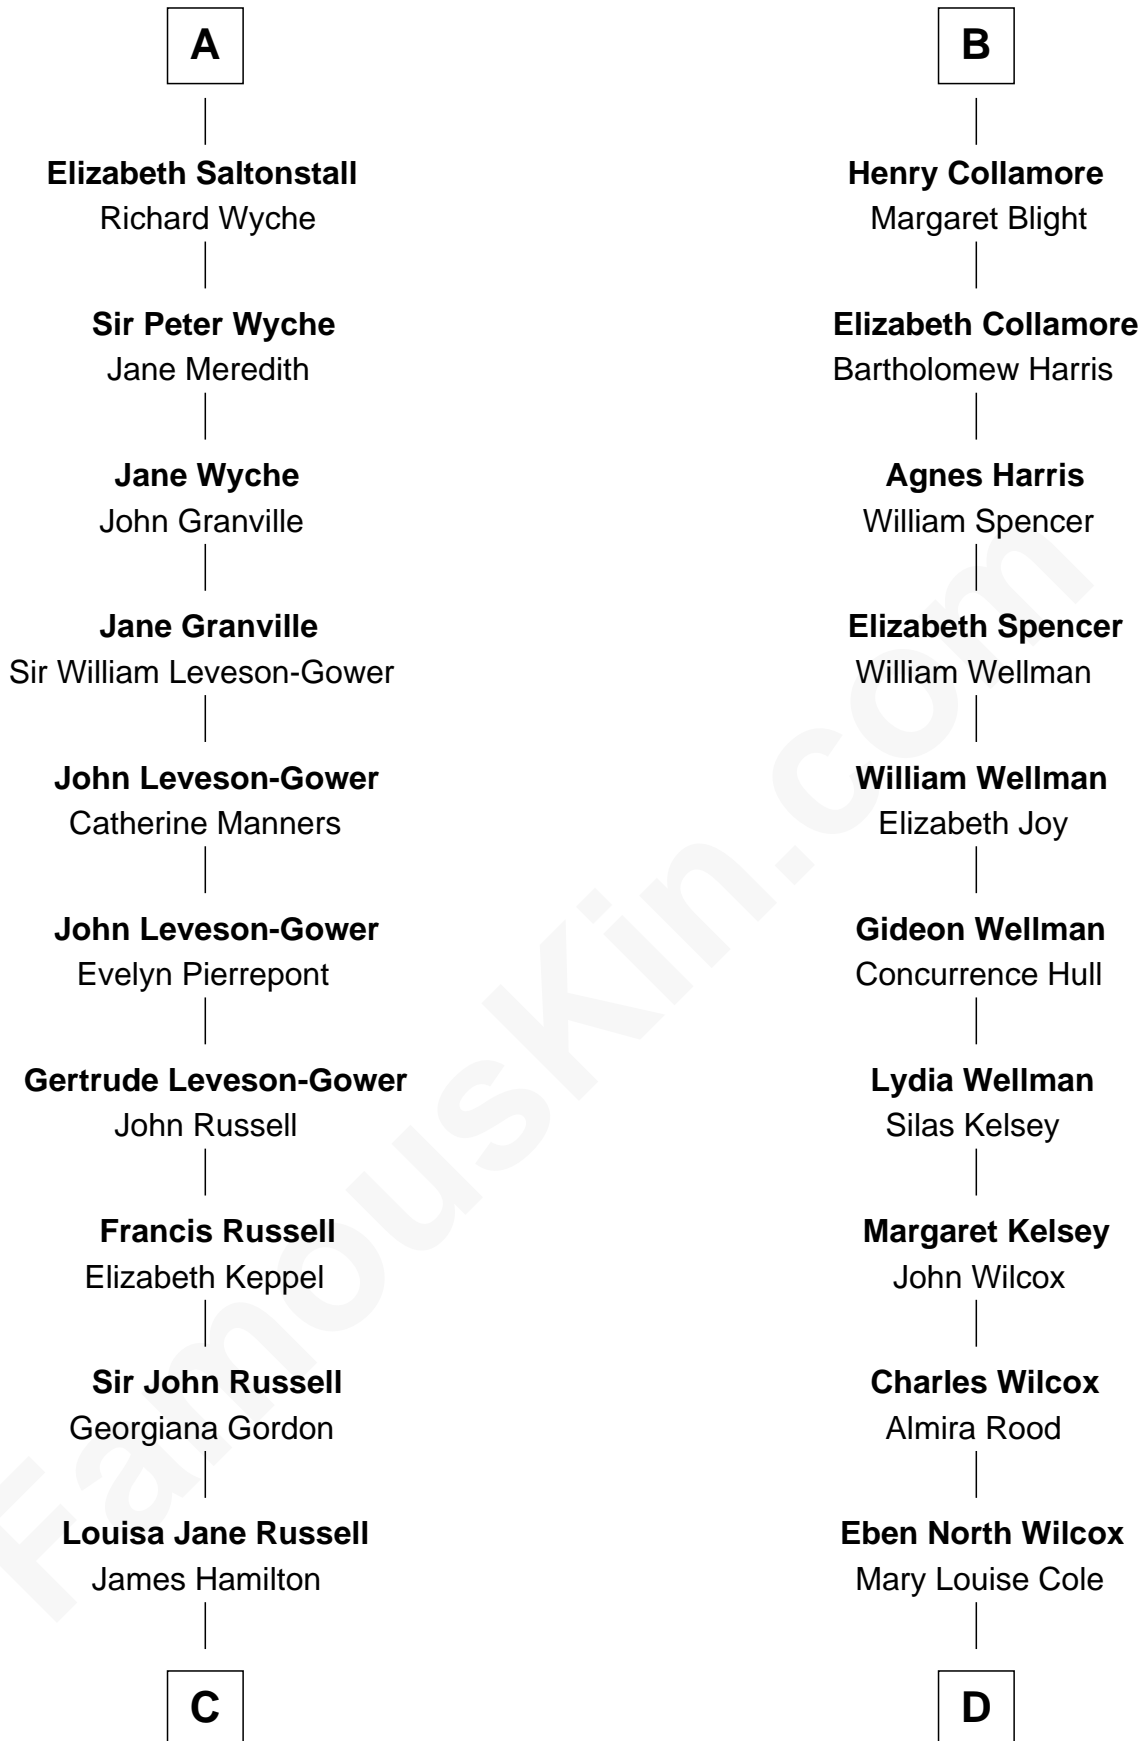 A
Elizabeth Saltonstall
Richard Wyche
Sir Peter Wyche
Jane Meredith
Jane Wyche
John Granville
Jane Granville
Sir William Leveson-Gower
John Leveson-Gower
Catherine Manners
John Leveson-Gower
Evelyn Pierrepont
Gertrude Leveson-Gower
John Russell
Francis Russell
Elizabeth Keppel
Sir John Russell
Georgiana Gordon
Louisa Jane Russell
James Hamilton
C
B
Henry Collamore
Margaret Blight
Elizabeth Collamore
Bartholomew Harris
Agnes Harris
William Spencer
Elizabeth Spencer
William Wellman
William Wellman
Elizabeth Joy
Gideon Wellman
Concurrence Hull
Lydia Wellman
Silas Kelsey
Margaret Kelsey
John Wilcox
Charles Wilcox
Almira Rood
Eben North Wilcox
Mary Louise Cole
D
FamousKin.com